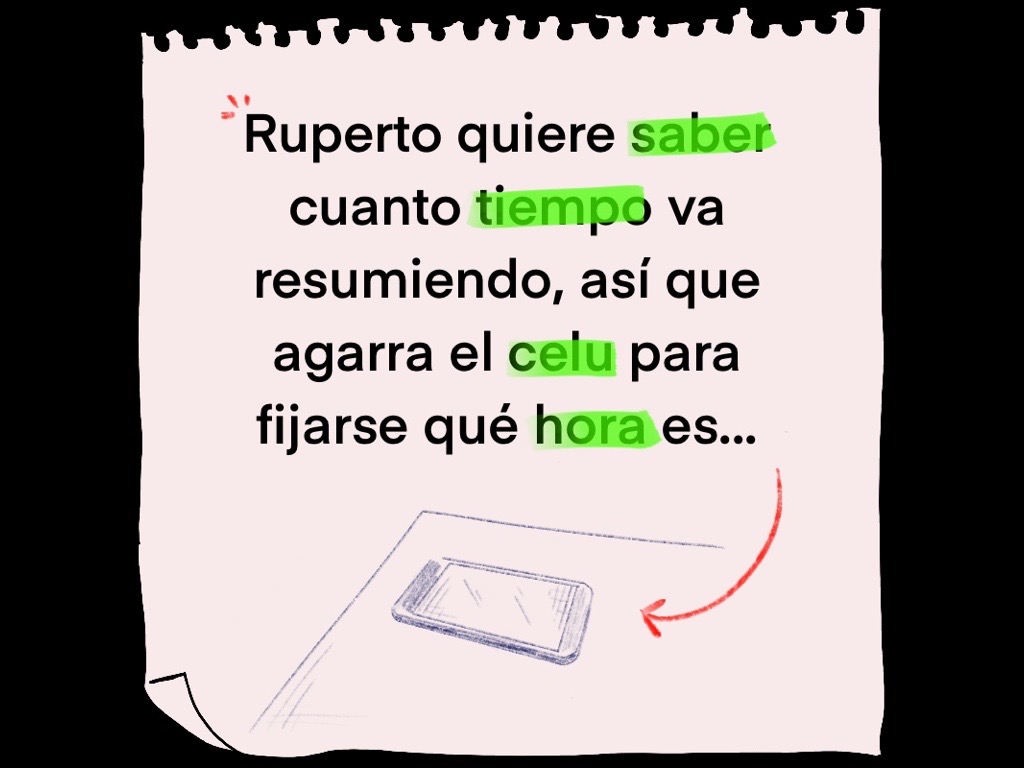 Ruperto quiere saber
cuanto tiempo va
resumiendo, así que
agarra el celu para
fijarse qué hora es...